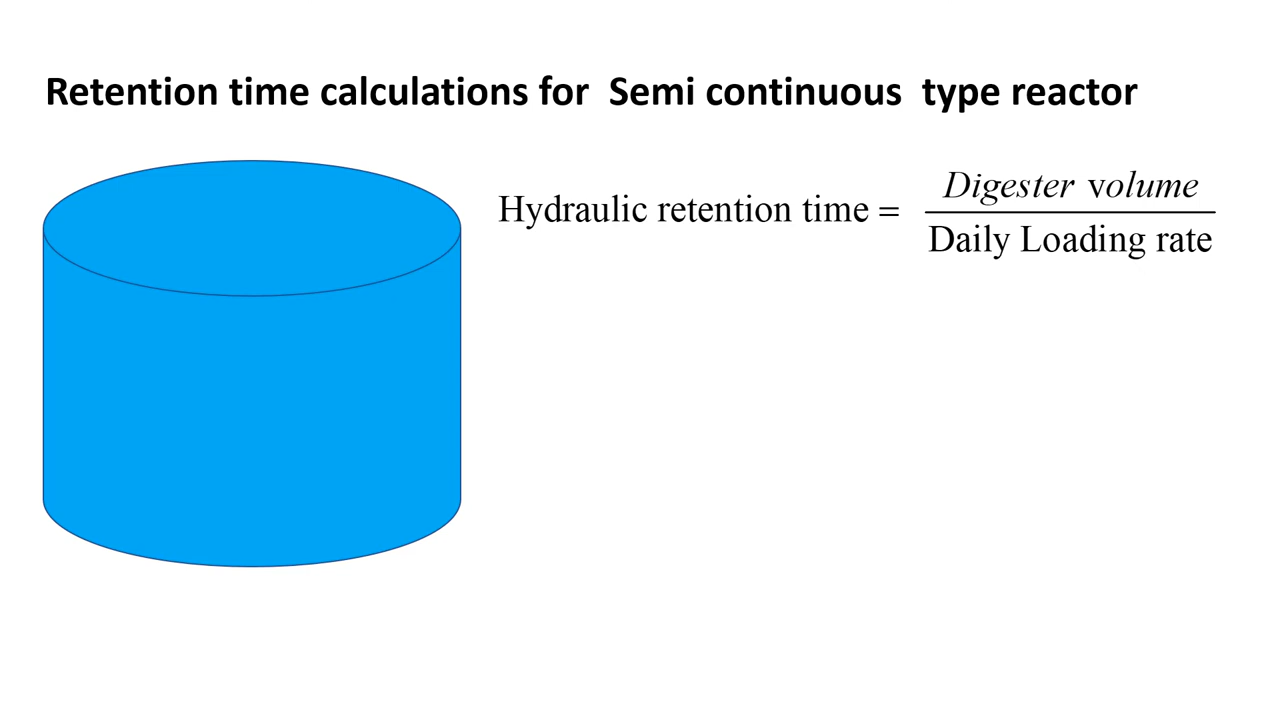 Retention time calculations for Semi continuous type reactor
Hydraulic retention time = Digester volume
Daily Loading rate